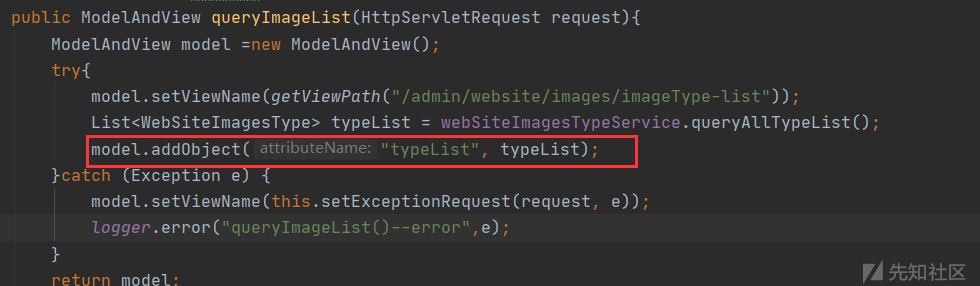 public ModelAndView queryImageList(HttpServletRequest request){
ModelAndView model =new ModelAndView();
try{
model.setViewName(getViewPath("/admin/website/images/imageType-list"));
List<WebSiteImagesType> typeList = webSiteImagesTypeService.queryAllTypeList();
model.addObject( attributeName: "typeList", typeList);
}catch (Exception e) {
model.setViewName(this.setExceptionRequest(request, e));
logger.error("queryImageList()--error",e);
}
return model;
先知社区